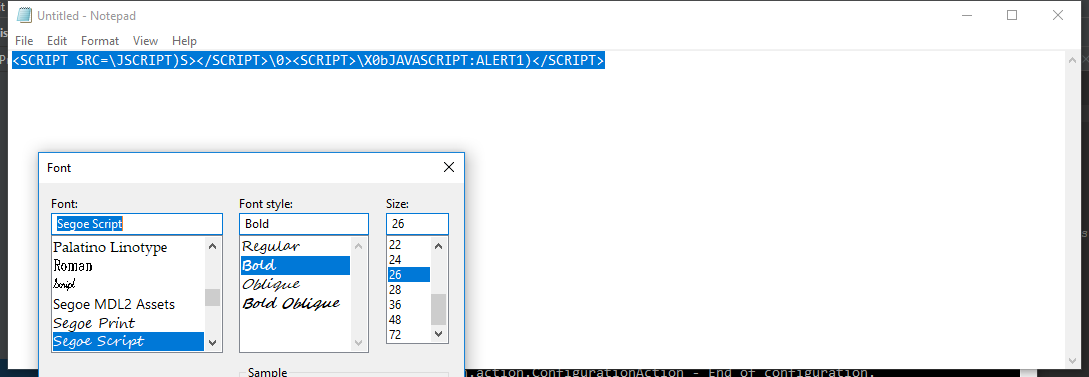 Untitled - Notepad
File Edit Format View Help
<SCRIPT SRC=\JSCRIPT)S></SCRIPT>\0><SCRIPT>\X0bJAVASCRIPT:ALERT1)</SCRIPT>
Font
Font: Font style: Size:
Segoe Script Bold 26
Palatino Linotype Regular 22
Roman Bold 24
Script Oblique 26
Segoe MDL2 Assets Bold Oblique 28
Segoe Print 36
Segoe Script 48
72
Sample
.action.ConfigurationAction - End of configuration.